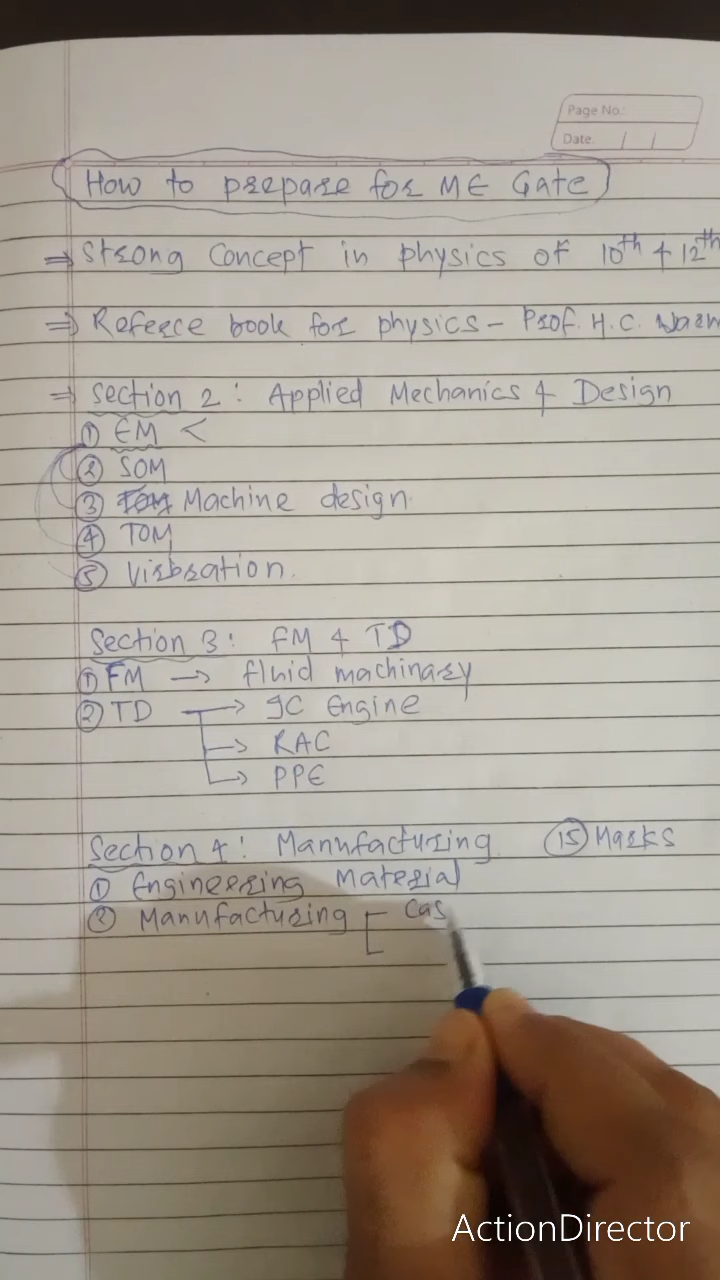 Page No.:
Date: / /
How to prepare for ME Gate
⇒ Strong Concept in physics of 10th & 12th
⇒ Refeece book for physics - Prof. H.C.
⇒ Section 2: Applied Mechanics & Design
① EM <
② SOM
③ Machine design.
④ TOM
⑤ Visbration.
Section 3: FM & TD
① FM → fluid machinary
② TD → IC Engine
→ RAC
→ PPE
Section 4: Manufacturing ⑮ Marks
① Engineering Material
② Manufacturing Cas
ActionDirector